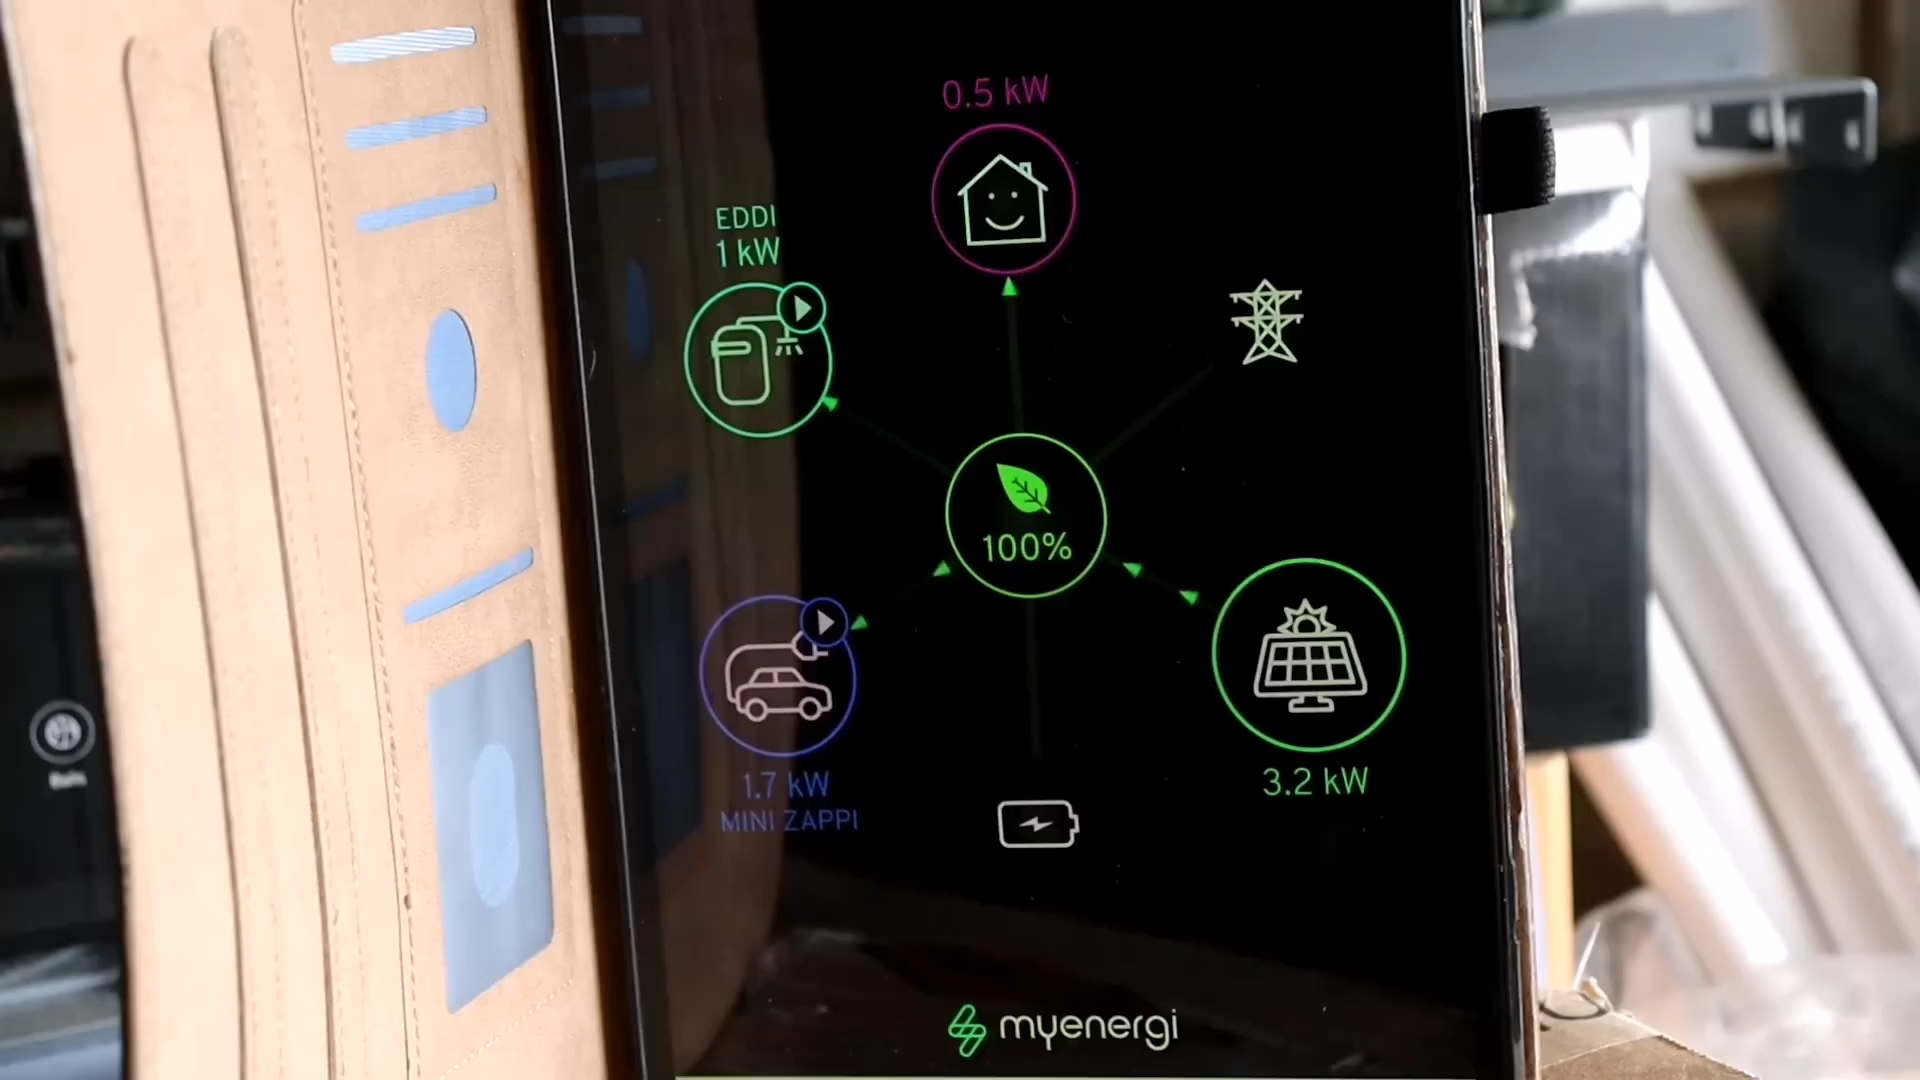 0.5 kW
EDDI
1 kW
100%
1.7 kW
MINI ZAPPI
3.2 kW
myenergi